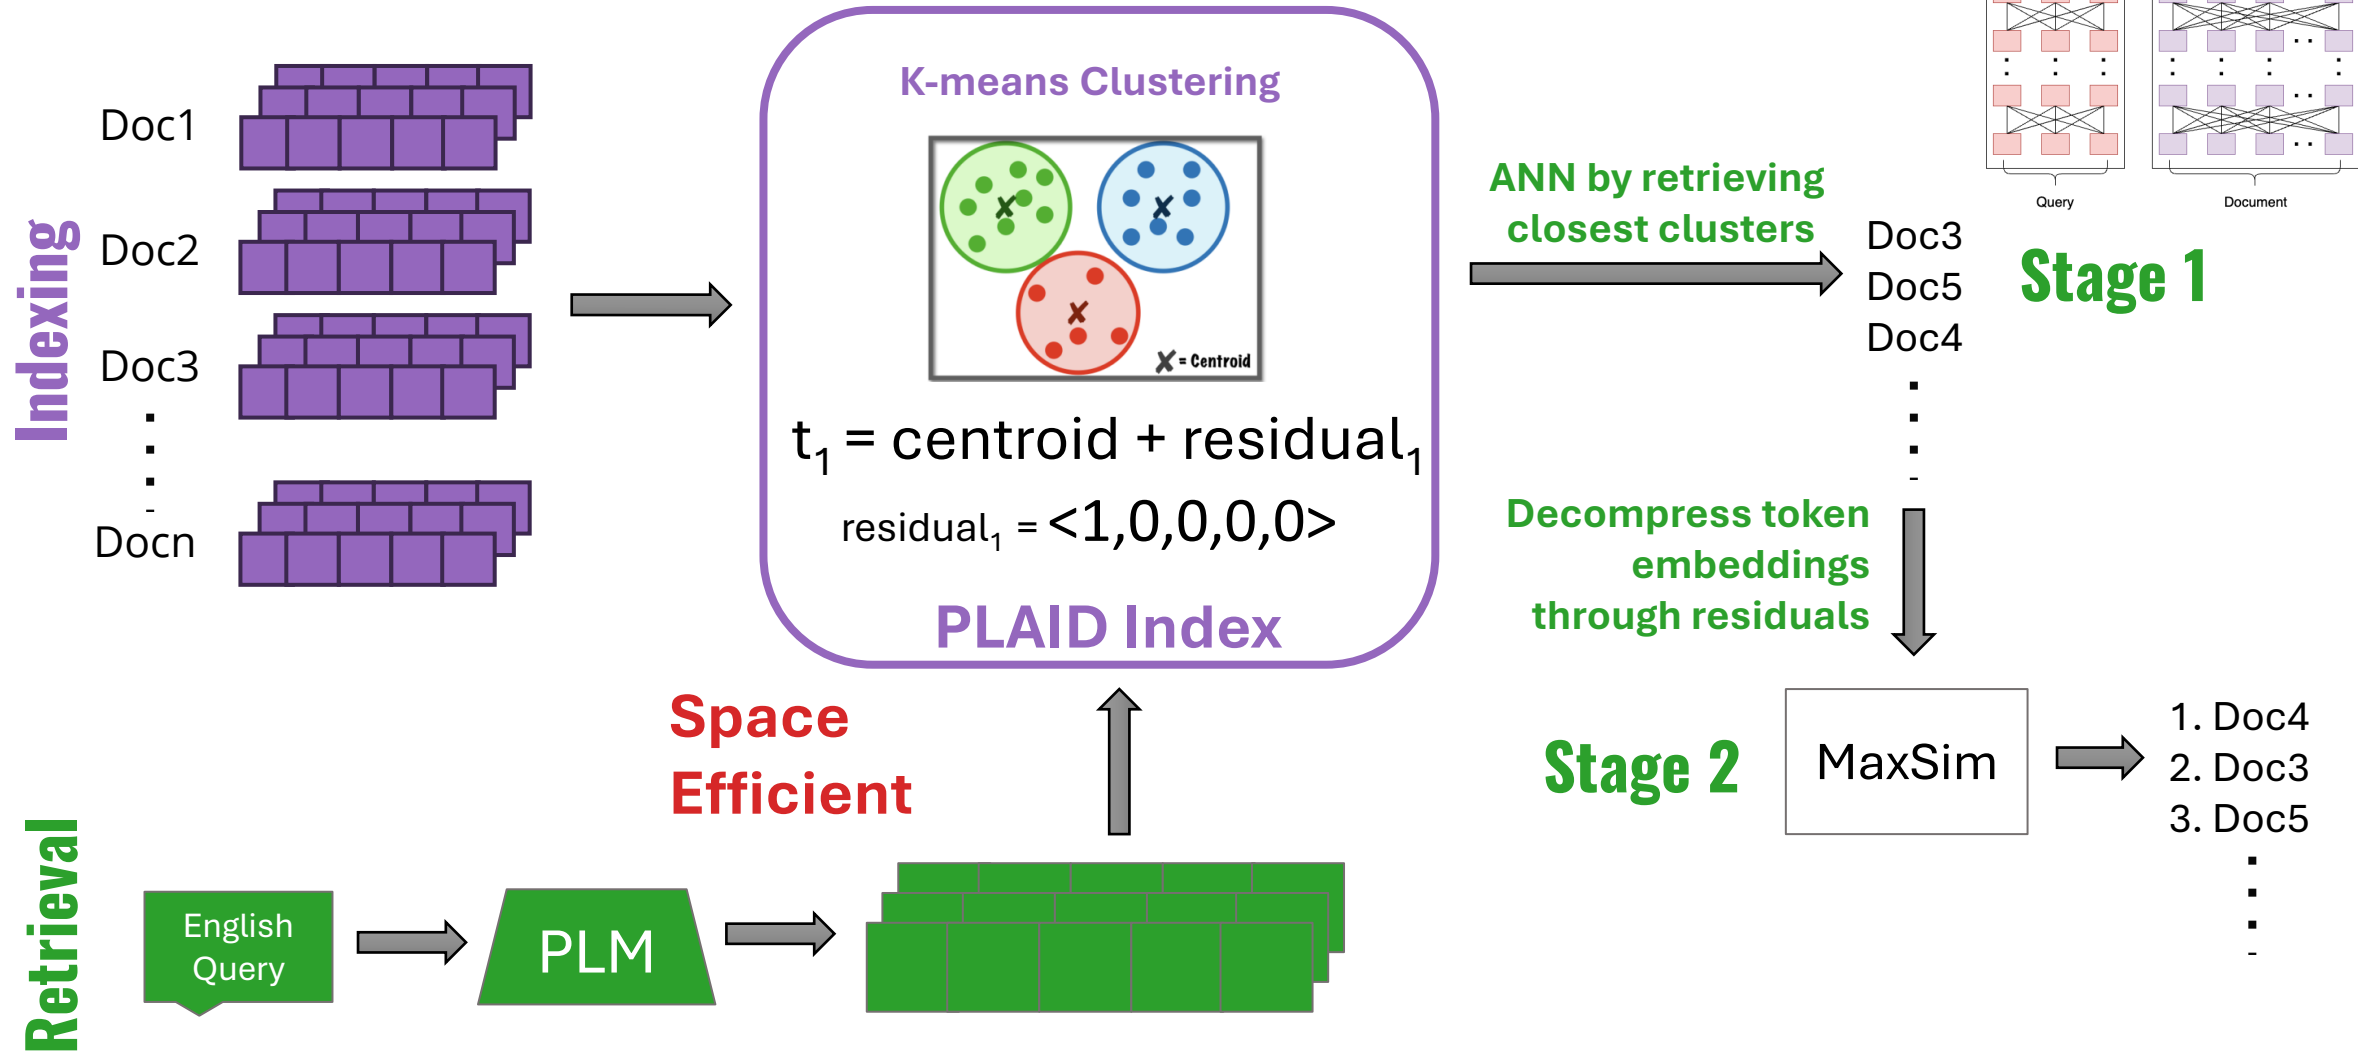 Indexing
Doc1
Doc2
Doc3
Docn
K-means Clustering
= Centroid
t₁ = centroid + residual₁
residual₁ = <1,0,0,0,0>
PLAID Index
ANN by retrieving
closest clusters
Query
Document
Doc3
Doc5
Doc4
Stage 1
Decompress token
embeddings
through residuals
Stage 2
MaxSim
1. Doc4
2. Doc3
3. Doc5
Space
Efficient
Retrieval
English
Query
PLM